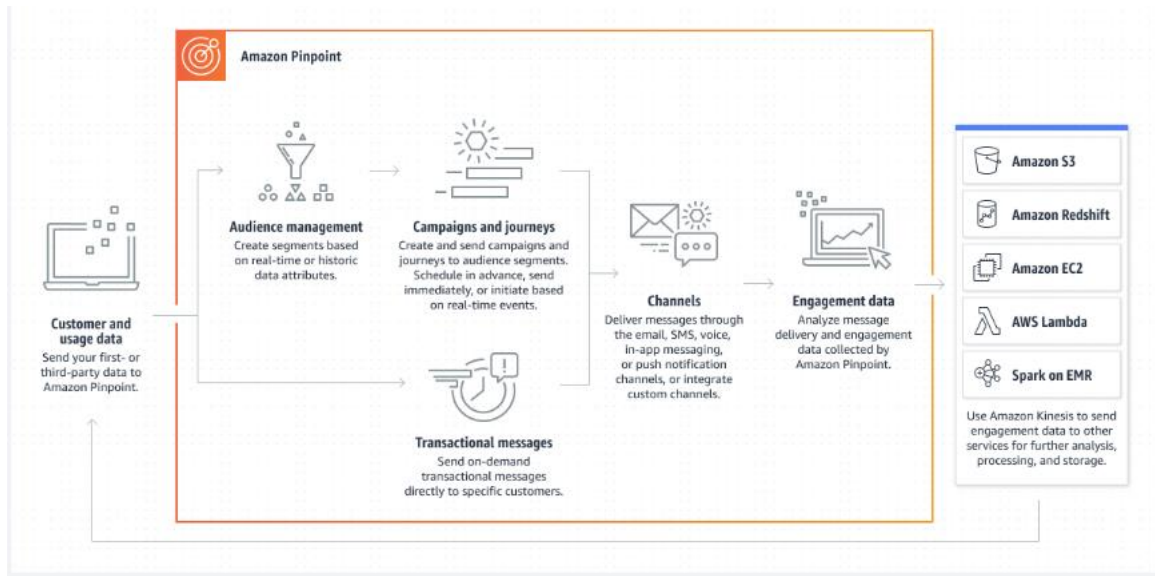 Amazon Pinpoint
Customer and
usage data
Send your first- or
third-party data to
Amazon Pinpoint.
Audience management
Create segments based
on real-time or historic
data attributes.
Campaigns and journeys
Create and send campaigns and
journeys to audience segments.
Schedule in advance, send
immediately, or initiate based
on real-time events.
Transactional messages
Send on-demand
transactional messages
directly to specific customers.
Channels
Deliver messages through
the email, SMS, voice,
in-app messaging,
or push notification
channels, or integrate
custom channels.
Engagement data
Analyze message
delivery and engagement
data collected by
Amazon Pinpoint.
Amazon S3
Amazon Redshift
Amazon EC2
AWS Lambda
Spark on EMR
Use Amazon Kinesis to send
engagement data to other
services for further analysis,
processing, and storage.